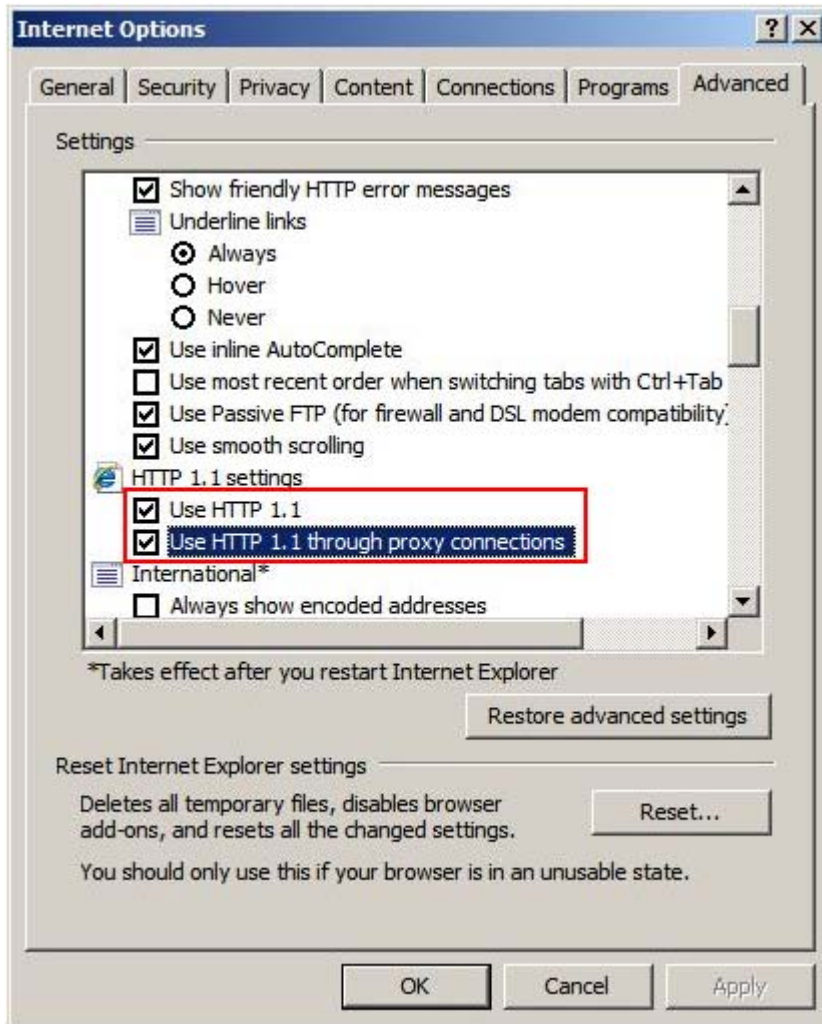 Internet Options
General Security Privacy Content Connections Programs Advanced
Settings
Show friendly HTTP error messages
Underline links
Always
Hover
Never
Use inline AutoComplete
Use most recent order when switching tabs with Ctrl+Tab
Use Passive FTP (for firewall and DSL modem compatibility)
Use smooth scrolling
HTTP 1.1 settings
Use HTTP 1.1
Use HTTP 1.1 through proxy connections
International*
Always show encoded addresses
*Takes effect after you restart Internet Explorer
Restore advanced settings
Reset Internet Explorer settings
Deletes all temporary files, disables browser
add-ons, and resets all the changed settings.
Reset...
You should only use this if your browser is in an unusable state.
OK Cancel Apply